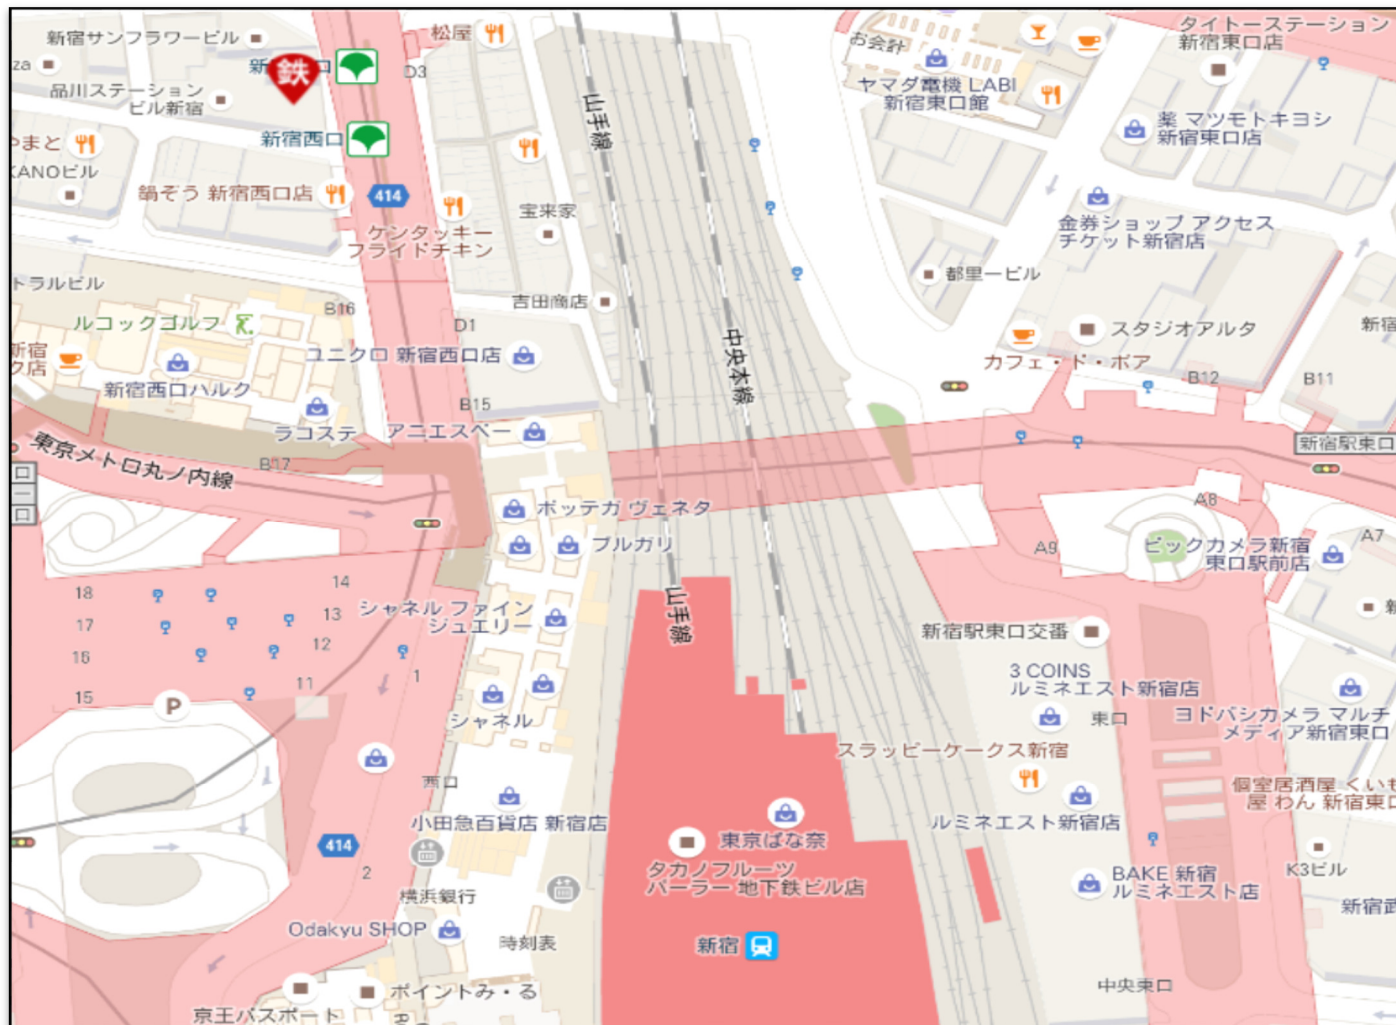 新宿サンフラワービル
za
品川ステーション
ビル新宿
新
鉄
口
D3
松屋
お会計
ヤマダ電機 LABI
新宿東口館
タイトーステーション
新宿東口店
薬 マツモトキヨシ
新宿東口店
やまと
KANOビル
新宿西口
鍋ぞう 新宿西口店
414
ケンタッキー
フライドチキン
宝来家
山手線
金券ショップ アクセス
チケット新宿店
都里一ビル
トラルビル
ルコックゴルフ
B16
吉田商店
D1
ユニクロ 新宿西口店
中央本線
スタジオアルタ
新宿
カフェ・ド・ボア
新宿
ク店
新宿西口ハルク
B15
B12
B11
ラコステ
アニエスベー
新宿駅東口
東京メトロ丸ノ内線
B17
口
一
口
ボッテガ ヴェネタ
ブルガリ
A8
A9
A7
ビックカメラ新宿
東口駅前店
18
17
16
15
14
13
12
11
1
シャネル ファイン
ジュエリー
山手線
新宿駅東口交番
3 COINS
ルミネエスト新宿店
東口
P
シャネル
ヨドバシカメラ マルチ
メディア新宿東口
スラッピーケークス新宿
西口
小田急百貨店 新宿店
414
2
東京ばな奈
タカノフルーツ
パーラー 地下鉄ビル店
ルミネエスト新宿店
個室居酒屋 くいも
屋 わん 新宿東口
BAKE 新宿
ルミネエスト店
K3ビル
新宿武
横浜銀行
Odakyu SHOP
時刻表
新宿
中央東口
ポイントみ・る
京王パスポート